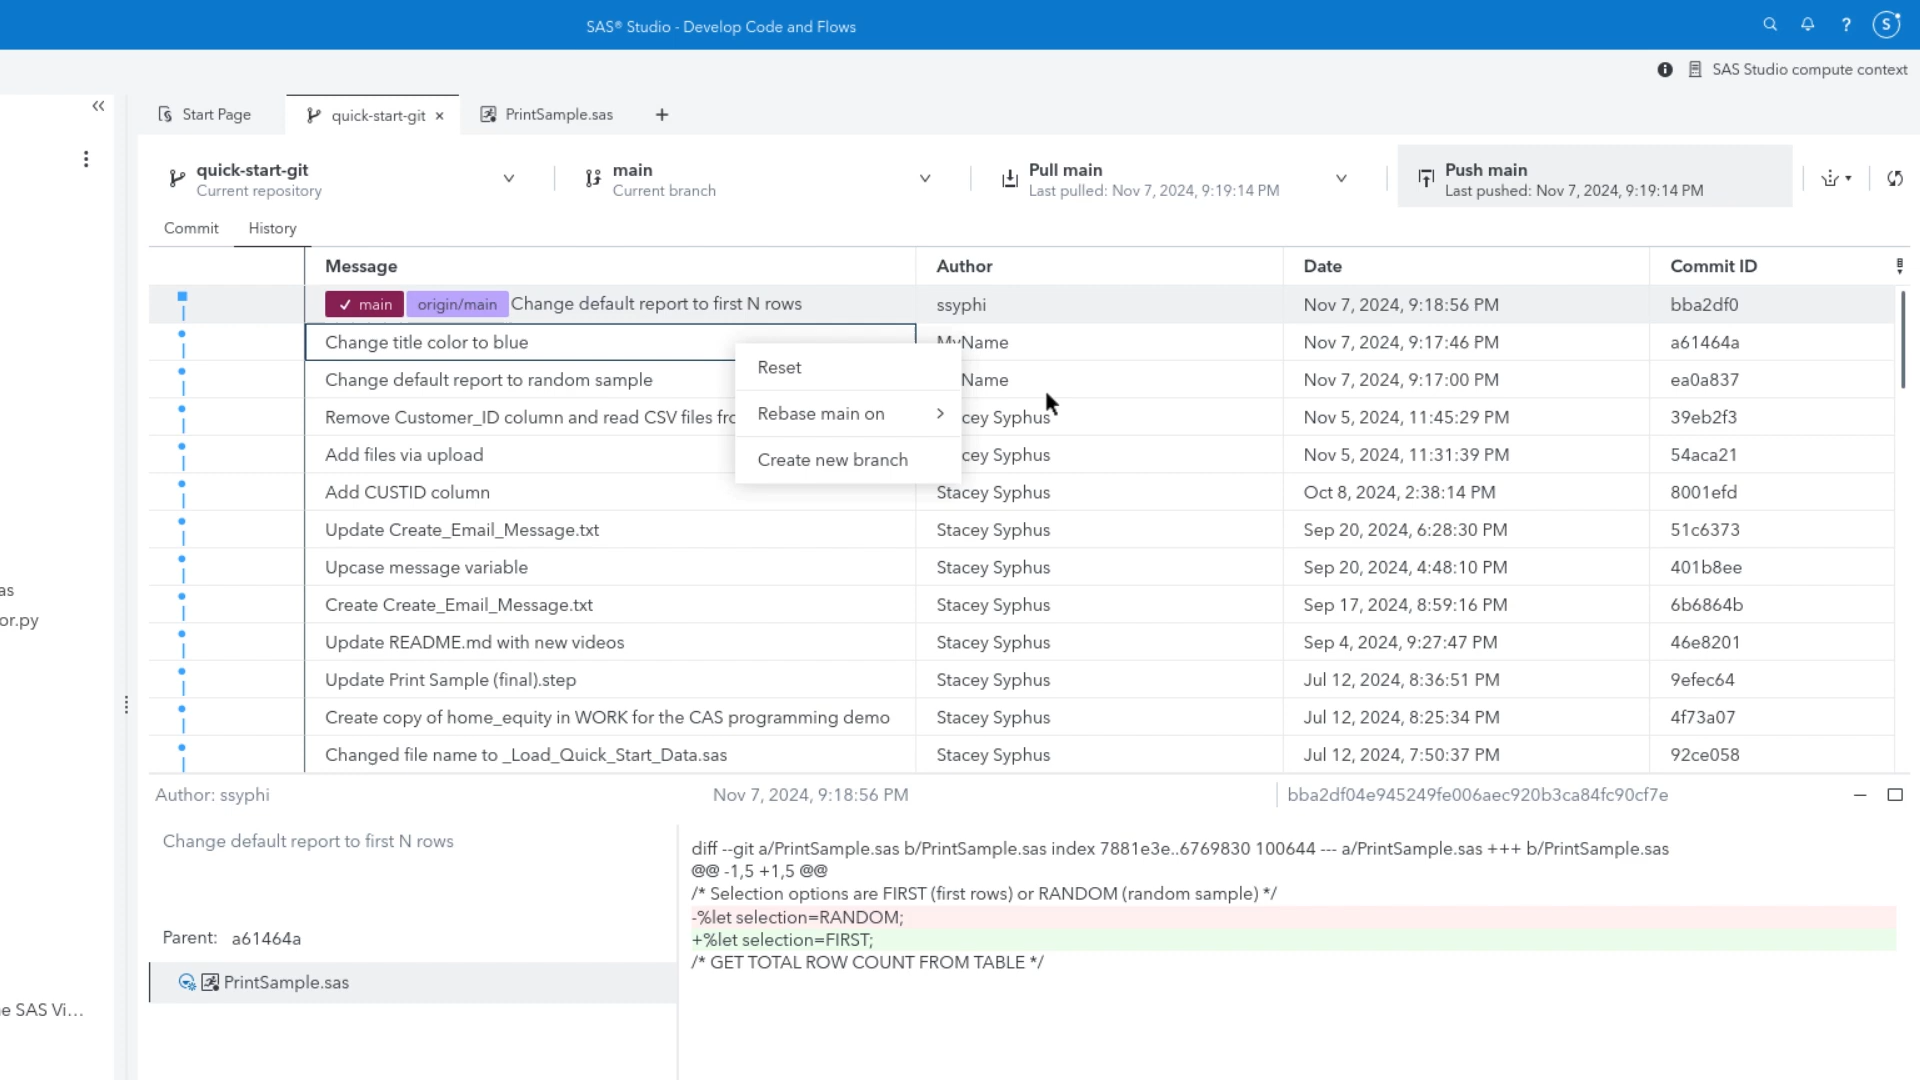 SAS® Studio - Develop Code and Flows
?
S
SAS Studio compute context
Start Page
quick-start-git
PrintSample.sas
quick-start-git
Current repository
main
Current branch
Pull main
Last pulled: Nov 7, 2024, 9:19:14 PM
Push main
Last pushed: Nov 7, 2024, 9:19:14 PM
Commit
History
Message Author Date Commit ID
main origin/main Change default report to first N rows ssyphi Nov 7, 2024, 9:18:56 PM bba2df0
Change title color to blue MyName Nov 7, 2024, 9:17:46 PM a61464a
Change default report to random sample Name Nov 7, 2024, 9:17:00 PM ea0a837
Remove Customer_ID column and read CSV files fro cey Syphus Nov 5, 2024, 11:45:29 PM 39eb2f3
Add files via upload cey Syphus Nov 5, 2024, 11:31:39 PM 54aca21
Add CUSTID column Stacey Syphus Oct 8, 2024, 2:38:14 PM 8001efd
Update Create_Email_Message.txt Stacey Syphus Sep 20, 2024, 6:28:30 PM 51c6373
Upcase message variable Stacey Syphus Sep 20, 2024, 4:48:10 PM 401b8ee
Create Create_Email_Message.txt Stacey Syphus Sep 17, 2024, 8:59:16 PM 6b6864b
Update README.md with new videos Stacey Syphus Sep 4, 2024, 9:27:47 PM 46e8201
Update Print Sample (final).step Stacey Syphus Jul 12, 2024, 8:36:51 PM 9efec64
Create copy of home_equity in WORK for the CAS programming demo Stacey Syphus Jul 12, 2024, 8:25:34 PM 4f73a07
Changed file name to _Load_Quick_Start_Data.sas Stacey Syphus Jul 12, 2024, 7:50:37 PM 92ce058
Reset
Rebase main on
Create new branch
as
or.py
e SAS Vi...
Author: ssyphi Nov 7, 2024, 9:18:56 PM bba2df04e945249fe006aec920b3ca84fc90cf7e
Change default report to first N rows
Parent: a61464a
PrintSample.sas
diff --git a/PrintSample.sas b/PrintSample.sas index 7881e3e..6769830 100644 --- a/PrintSample.sas +++ b/PrintSample.sas
@@ -1,5 +1,5 @@
/* Selection options are FIRST (first rows) or RANDOM (random sample) */
-%let selection=RANDOM;
+%let selection=FIRST;
/* GET TOTAL ROW COUNT FROM TABLE */